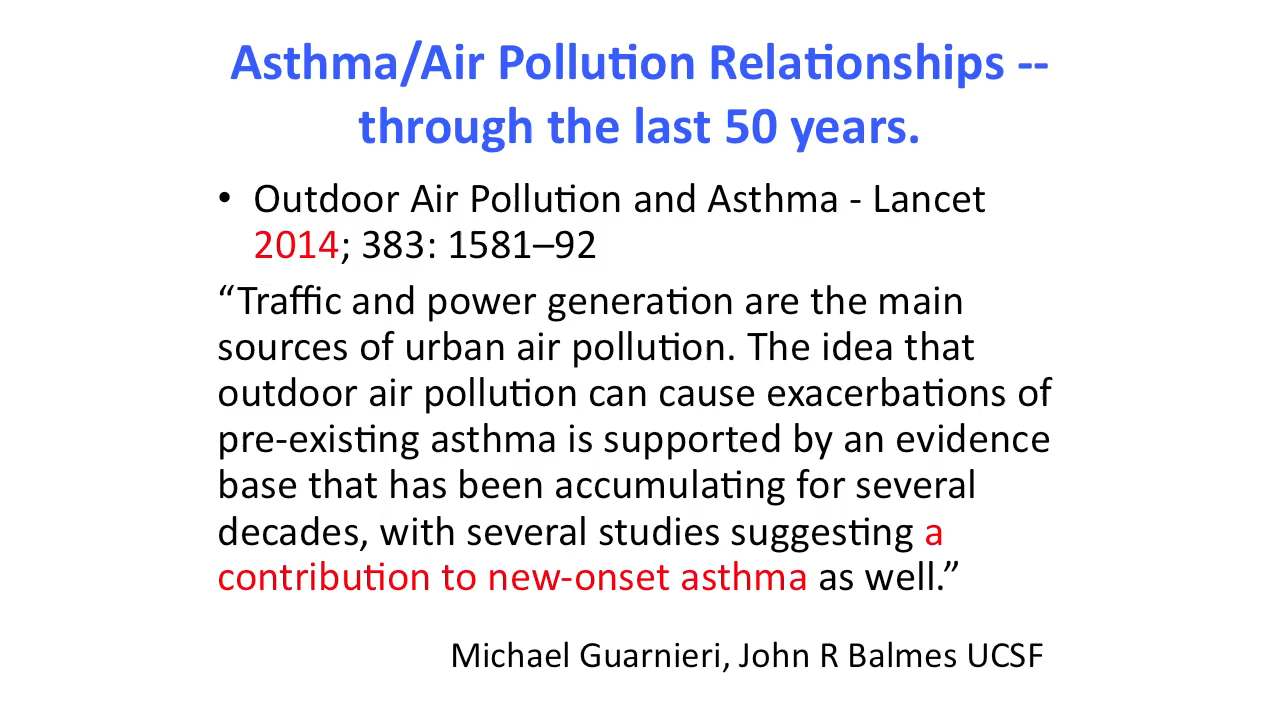 Asthma/Air Pollution Relationships --
through the last 50 years.
• Outdoor Air Pollution and Asthma - Lancet
2014; 383: 1581–92
“Traffic and power generation are the main
sources of urban air pollution. The idea that
outdoor air pollution can cause exacerbations of
pre-existing asthma is supported by an evidence
base that has been accumulating for several
decades, with several studies suggesting a
contribution to new-onset asthma as well.”
Michael Guarnieri, John R Balmes UCSF